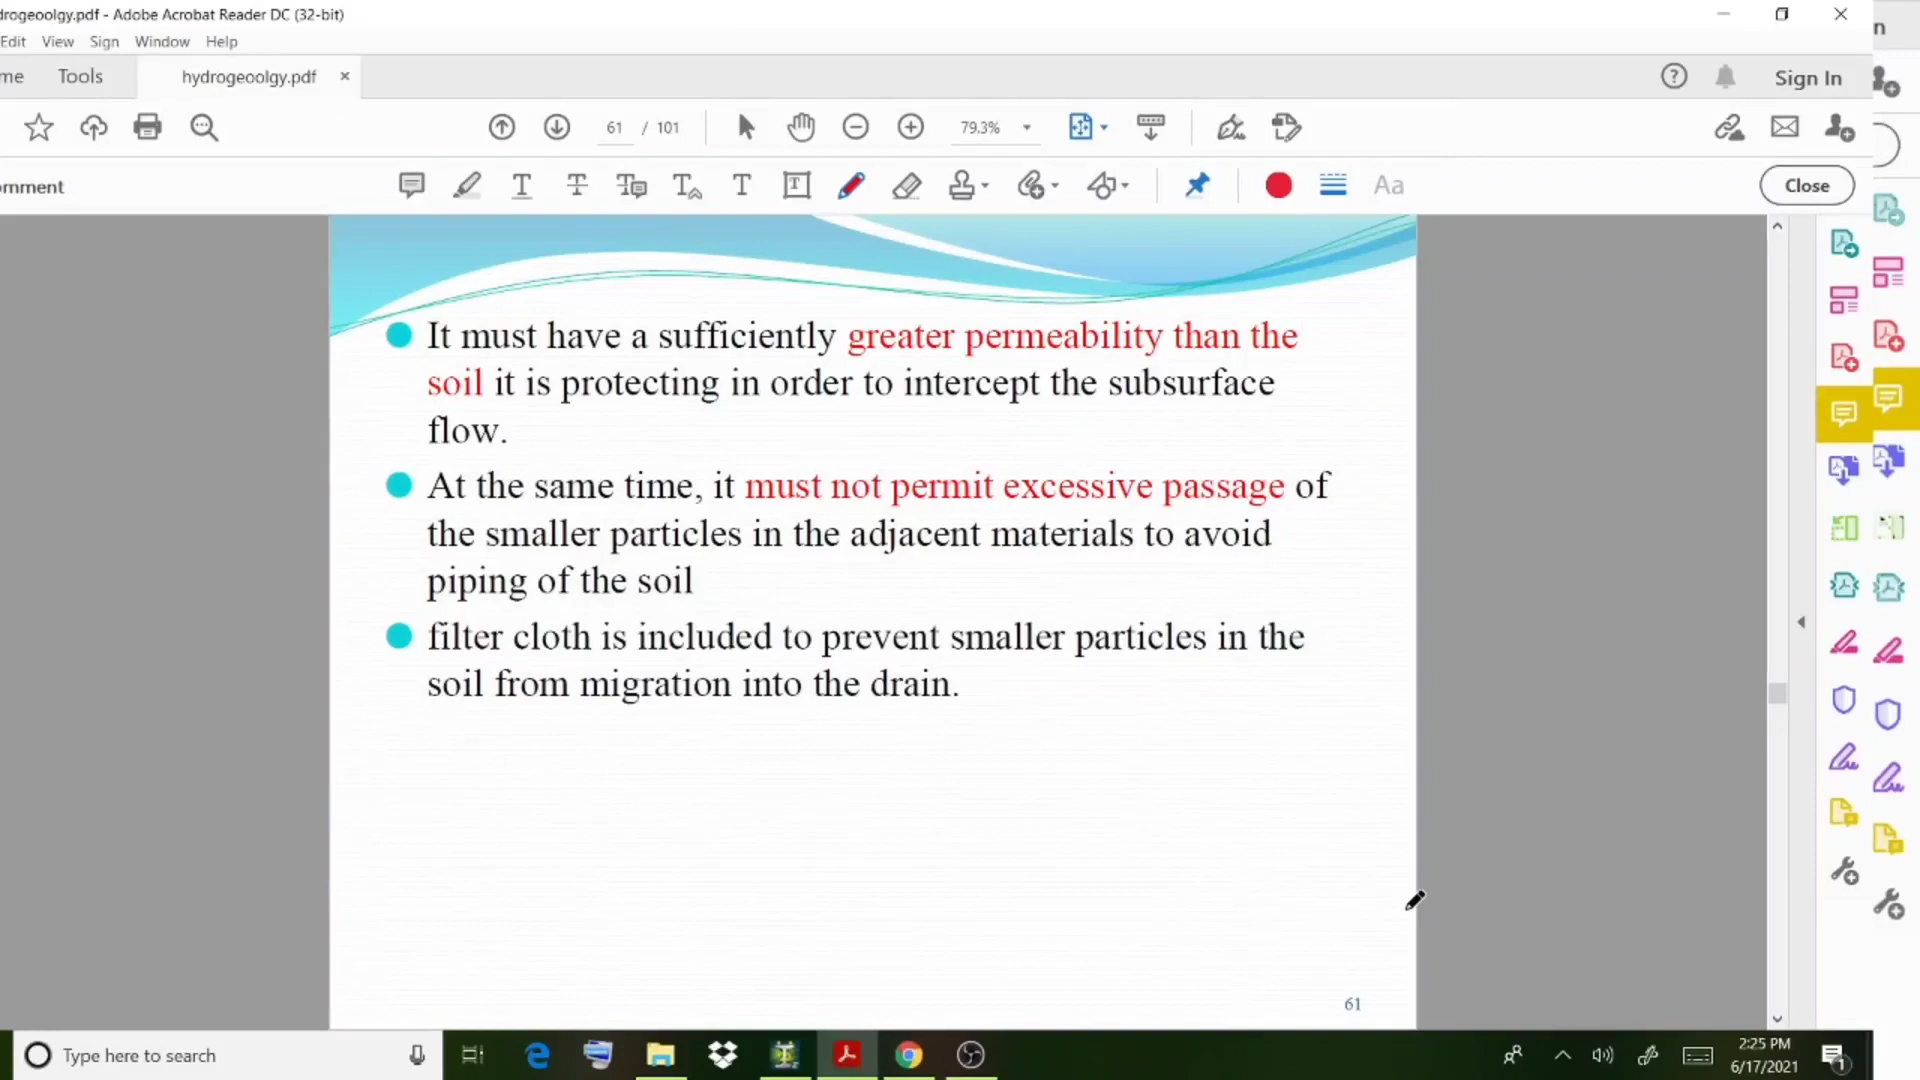 drogeoolgy.pdf - Adobe Acrobat Reader DC (32-bit)
Edit View Sign Window Help
me Tools hydrogeoolgy.pdf × Sign In
61 / 101 79.3%
omment Aa Close
It must have a sufficiently greater permeability than the
soil it is protecting in order to intercept the subsurface
flow.
At the same time, it must not permit excessive passage of
the smaller particles in the adjacent materials to avoid
piping of the soil
filter cloth is included to prevent smaller particles in the
soil from migration into the drain.
61
Type here to search
2:25 PM
6/17/2021
1